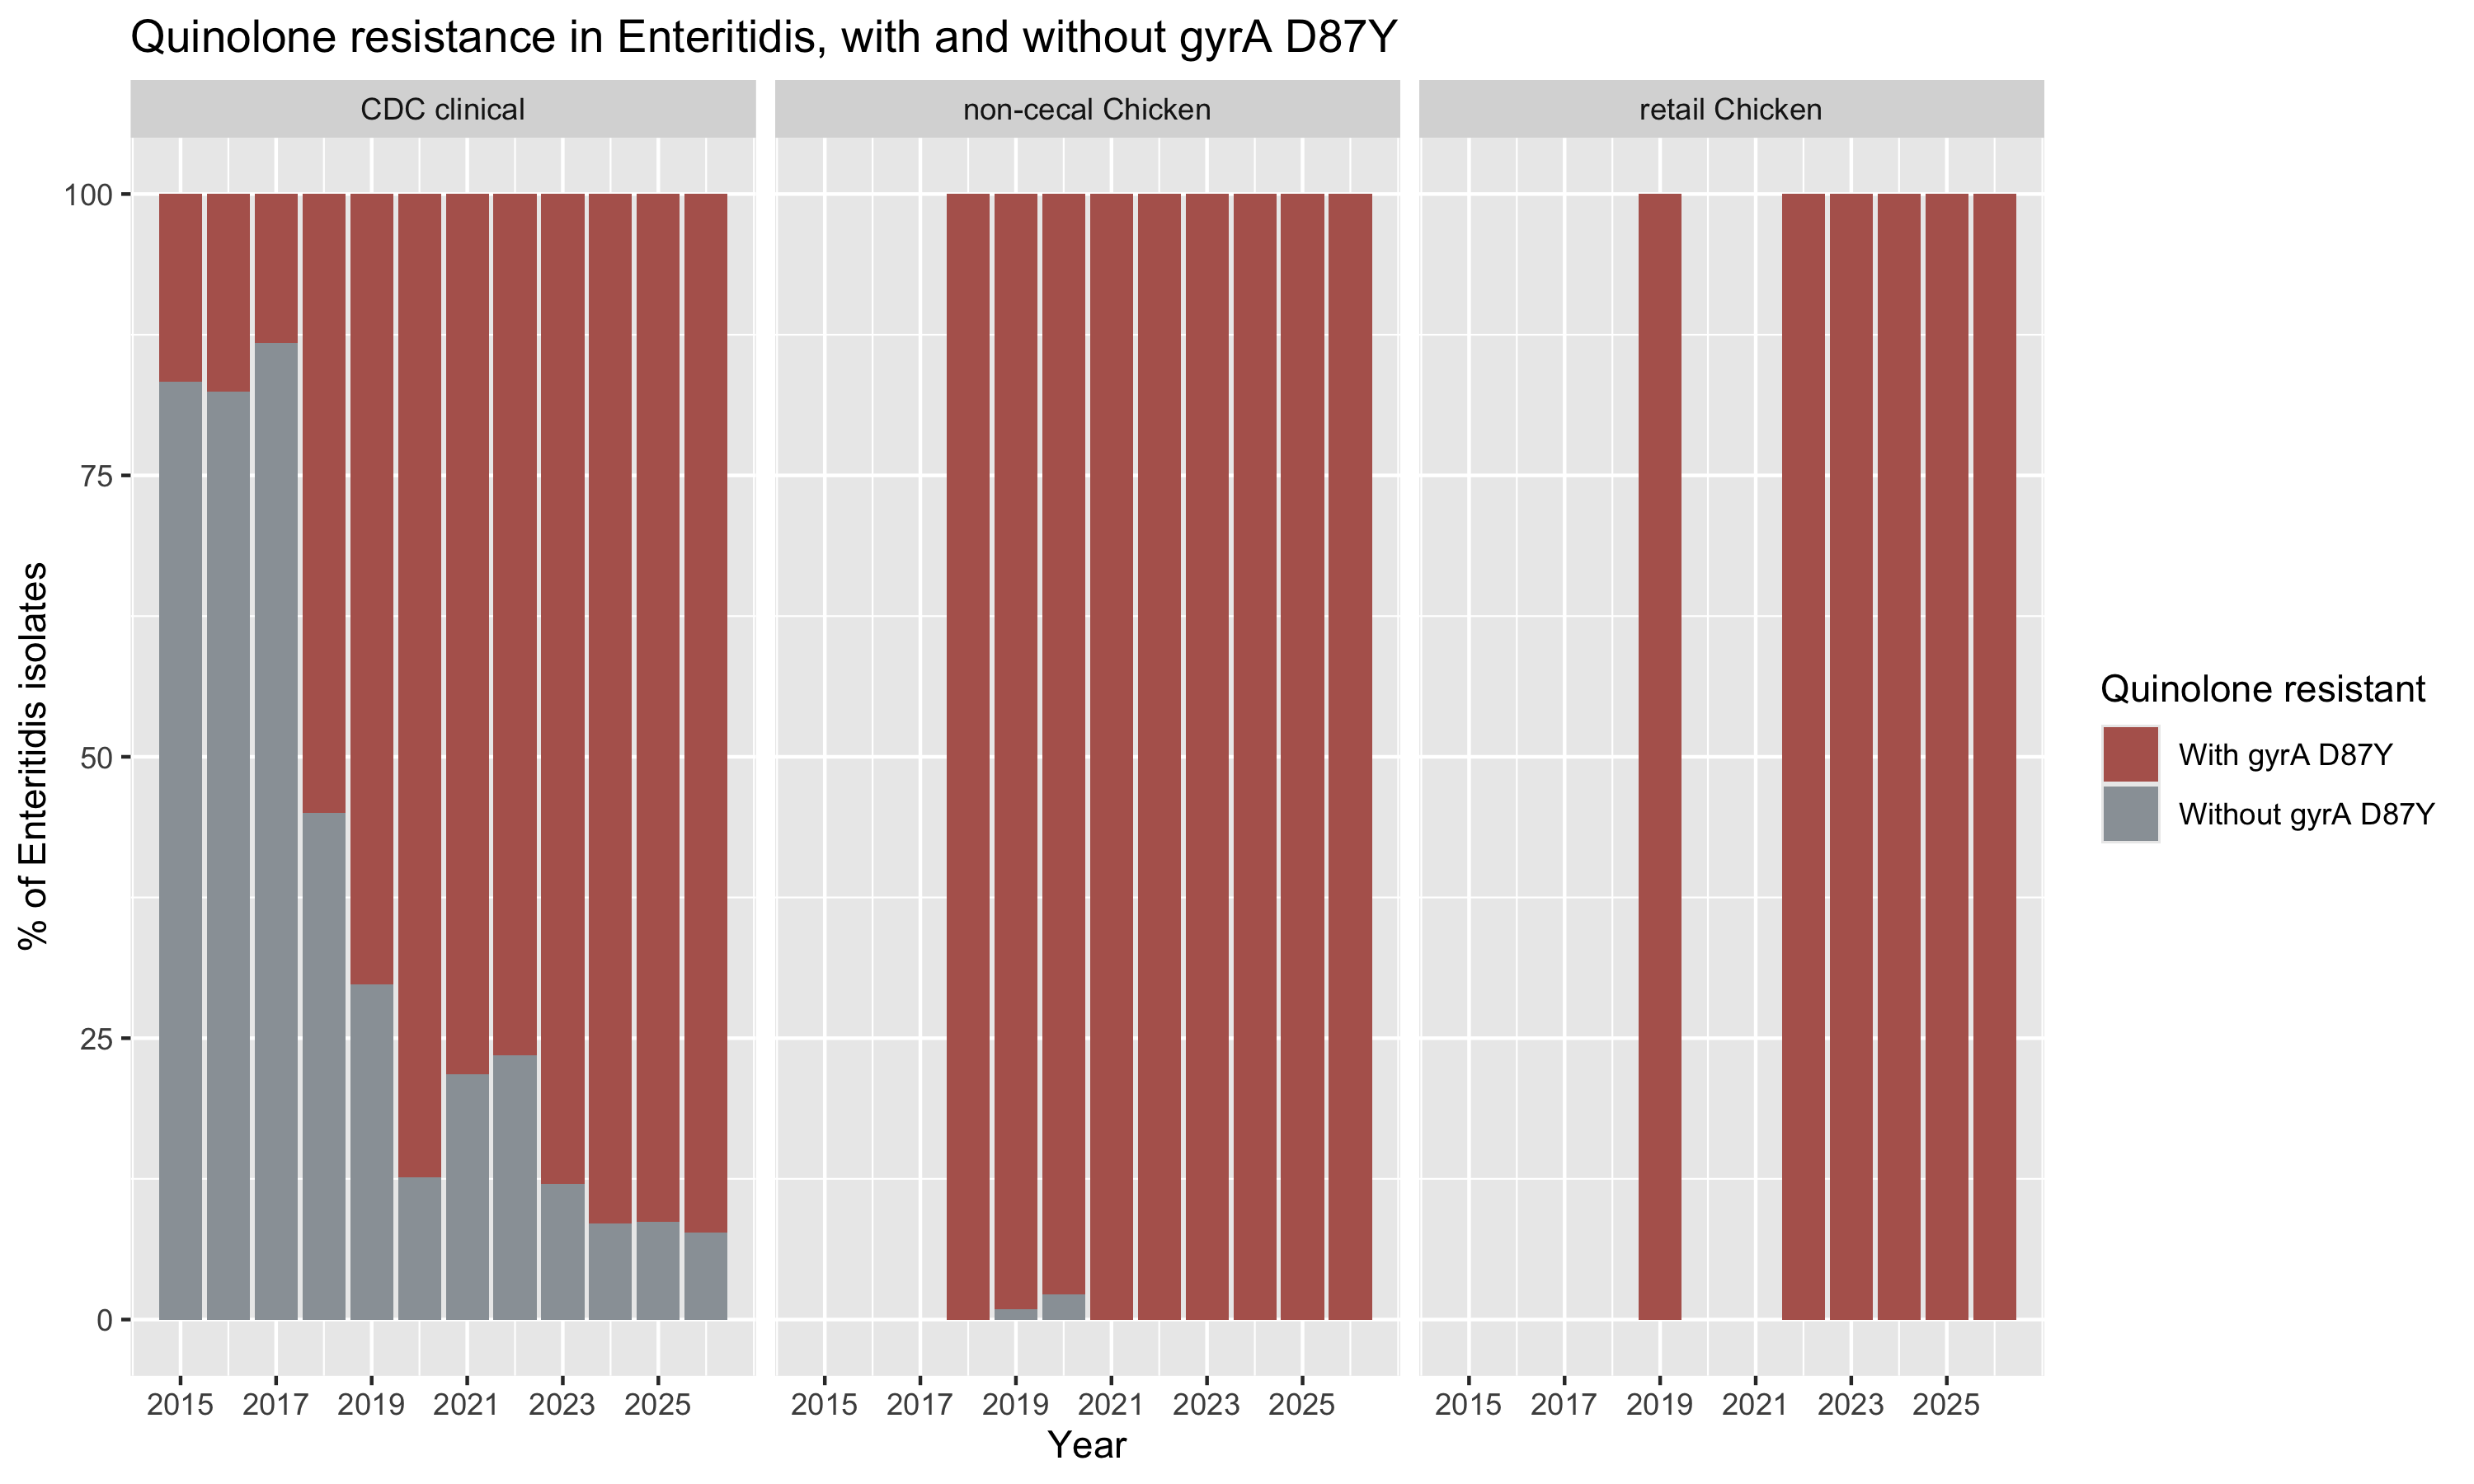 Quinolone resistance in Enteritidis, with and without gyrA D87Y
CDC clinical
non-cecal Chicken
retail Chicken
% of Enteritidis isolates
100
75
50
25
0
2015 2017 2019 2021 2023 2025
2015 2017 2019 2021 2023 2025
2015 2017 2019 2021 2023 2025
Year
Quinolone resistant
With gyrA D87Y
Without gyrA D87Y